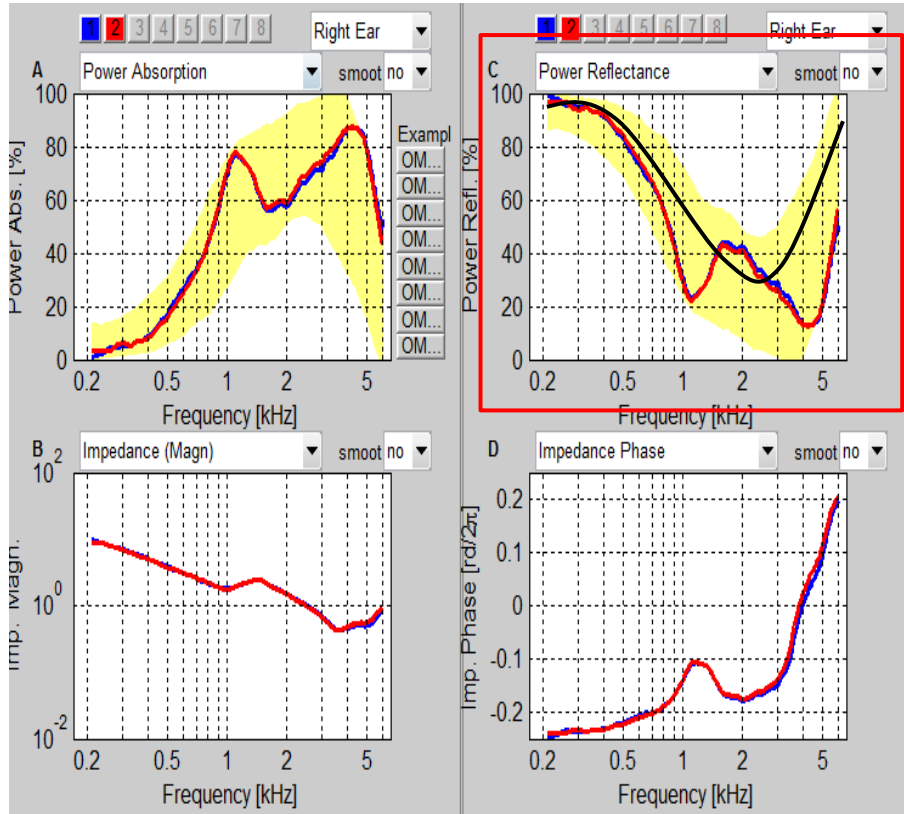 1 2 3 4 5 6 7 8 Right Ear
A Power Absorption smoot no
100
80
60
40
20
0
Power Abs. [%]
0.2 0.5 1 2 5
Frequency [kHz]
Exampl
OM...
OM...
OM...
OM...
OM...
OM...
OM...
OM...
1 2 3 4 5 6 7 8 Right Ear
C Power Reflectance smoot no
100
80
60
40
20
0
Power Refl. [%]
0.2 0.5 1 2 5
Frequency [kHz]
B Impedance (Magn) smoot no
10²
10⁰
10⁻²
Imp. Magn.
0.2 0.5 1 2 5
Frequency [kHz]
D Impedance Phase smoot no
0.2
0.1
0
-0.1
-0.2
Imp. Phase [rd/2π]
0.2 0.5 1 2 5
Frequency [kHz]